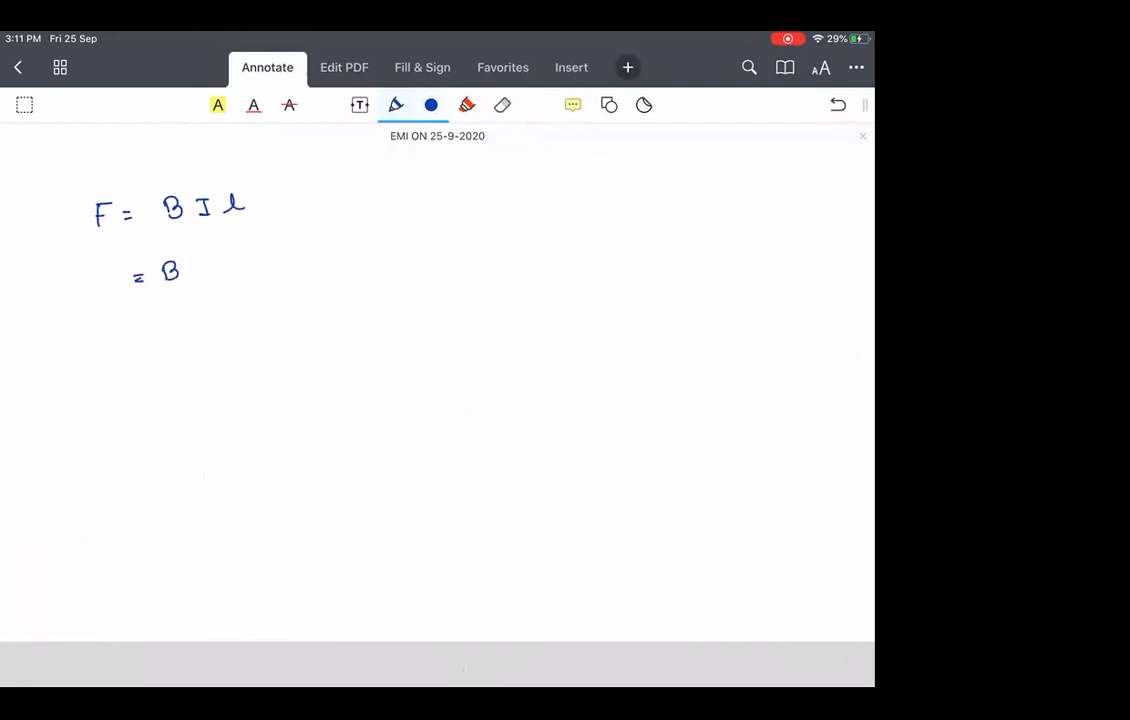 3:11 PM Fri 25 Sep 29%
Annotate Edit PDF Fill & Sign Favorites Insert + AA
A A A T
EMI ON 25-9-2020 ×
F = B I l
= B